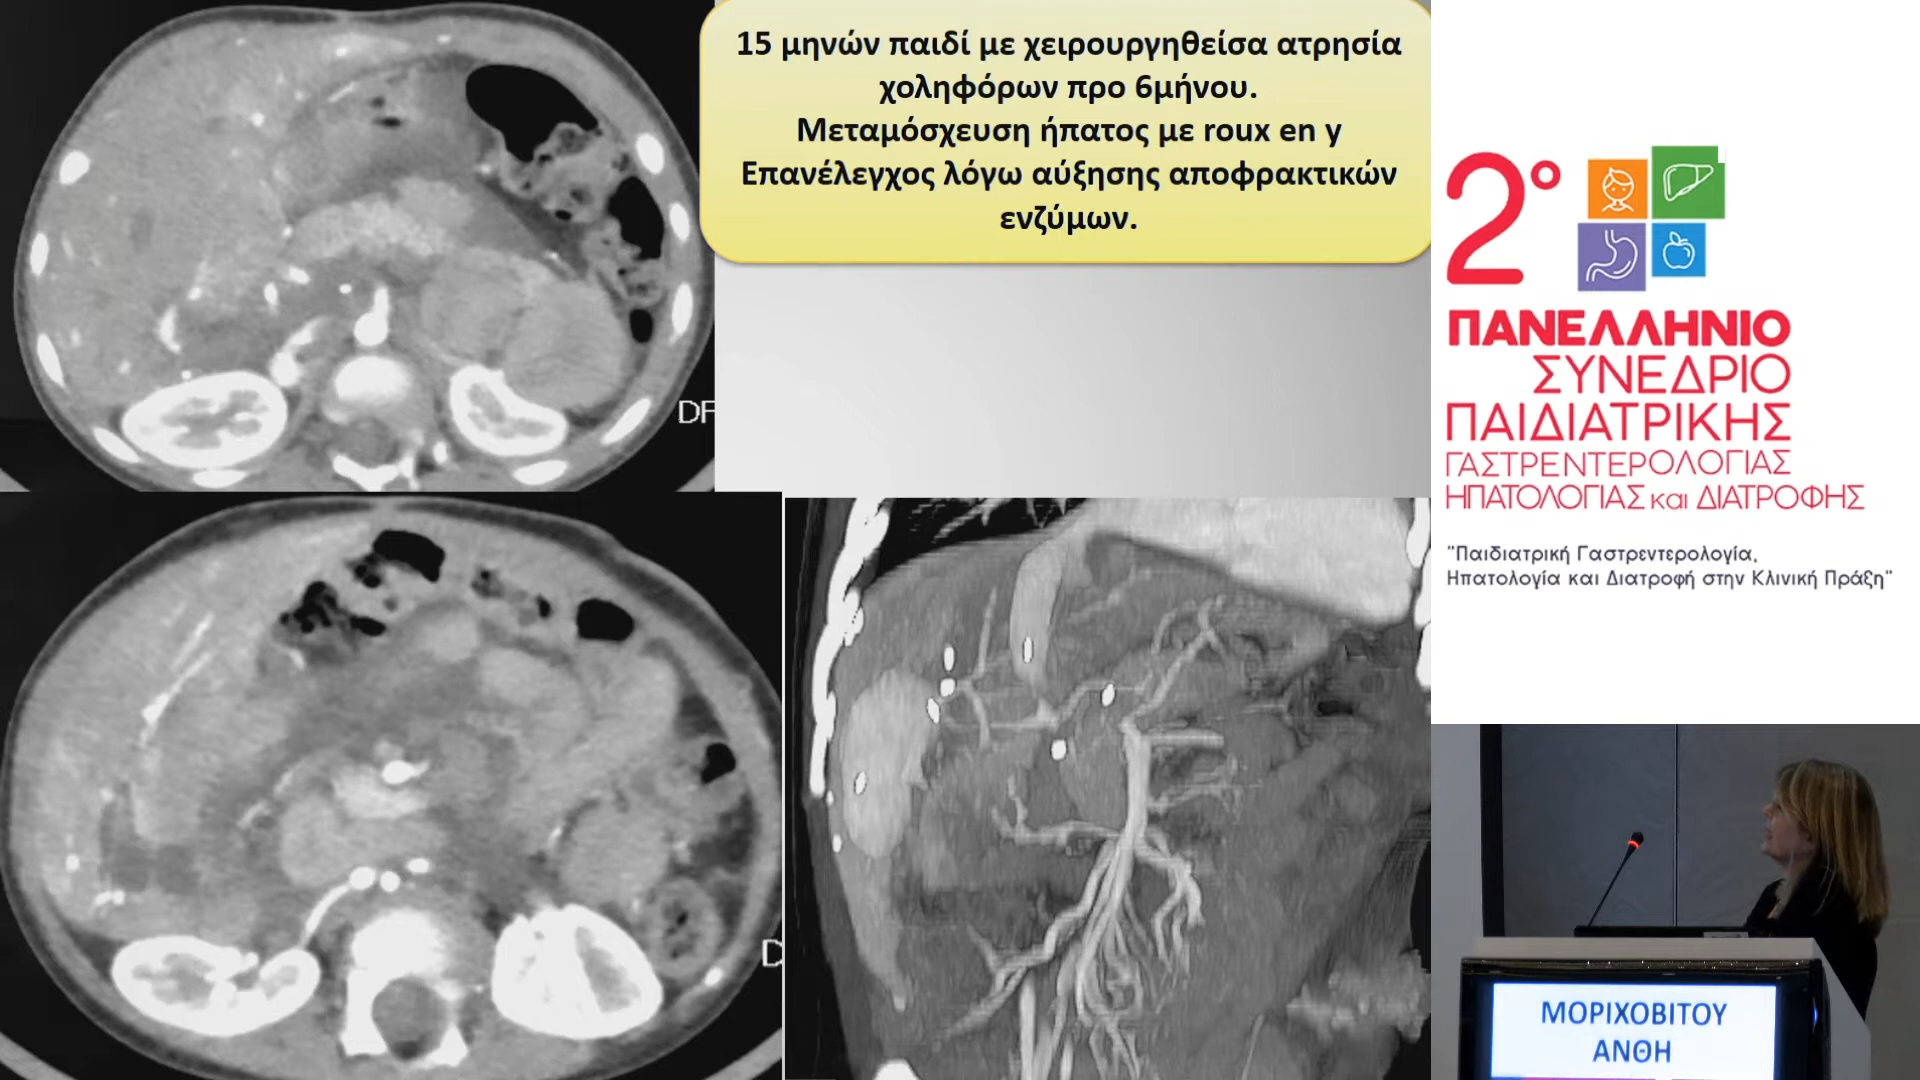 15 μηνών παιδί με χειρουργηθείσα ατρησία
χοληφόρων προ 6μήνου.
Μεταμόσχευση ήπατος με roux en y
Επανέλεγχος λόγω αύξησης αποφρακτικών
ενζύμων.
DF
D
2ο
ΠΑΝΕΛΛΗΝΙΟ
ΣΥΝΕΔΡΙΟ
ΠΑΙΔΙΑΤΡΙΚΗΣ
ΓΑΣΤΡΕΝΤΕΡΟΛΟΓΙΑΣ
ΗΠΑΤΟΛΟΓΙΑΣ και ΔΙΑΤΡΟΦΗΣ
"Παιδιατρική Γαστρεντερολογία,
Ηπατολογία και Διατροφή στην Κλινική Πράξη"
ΜΟΡΙΧΟΒΙΤΟΥ
ΑΝΘΗ